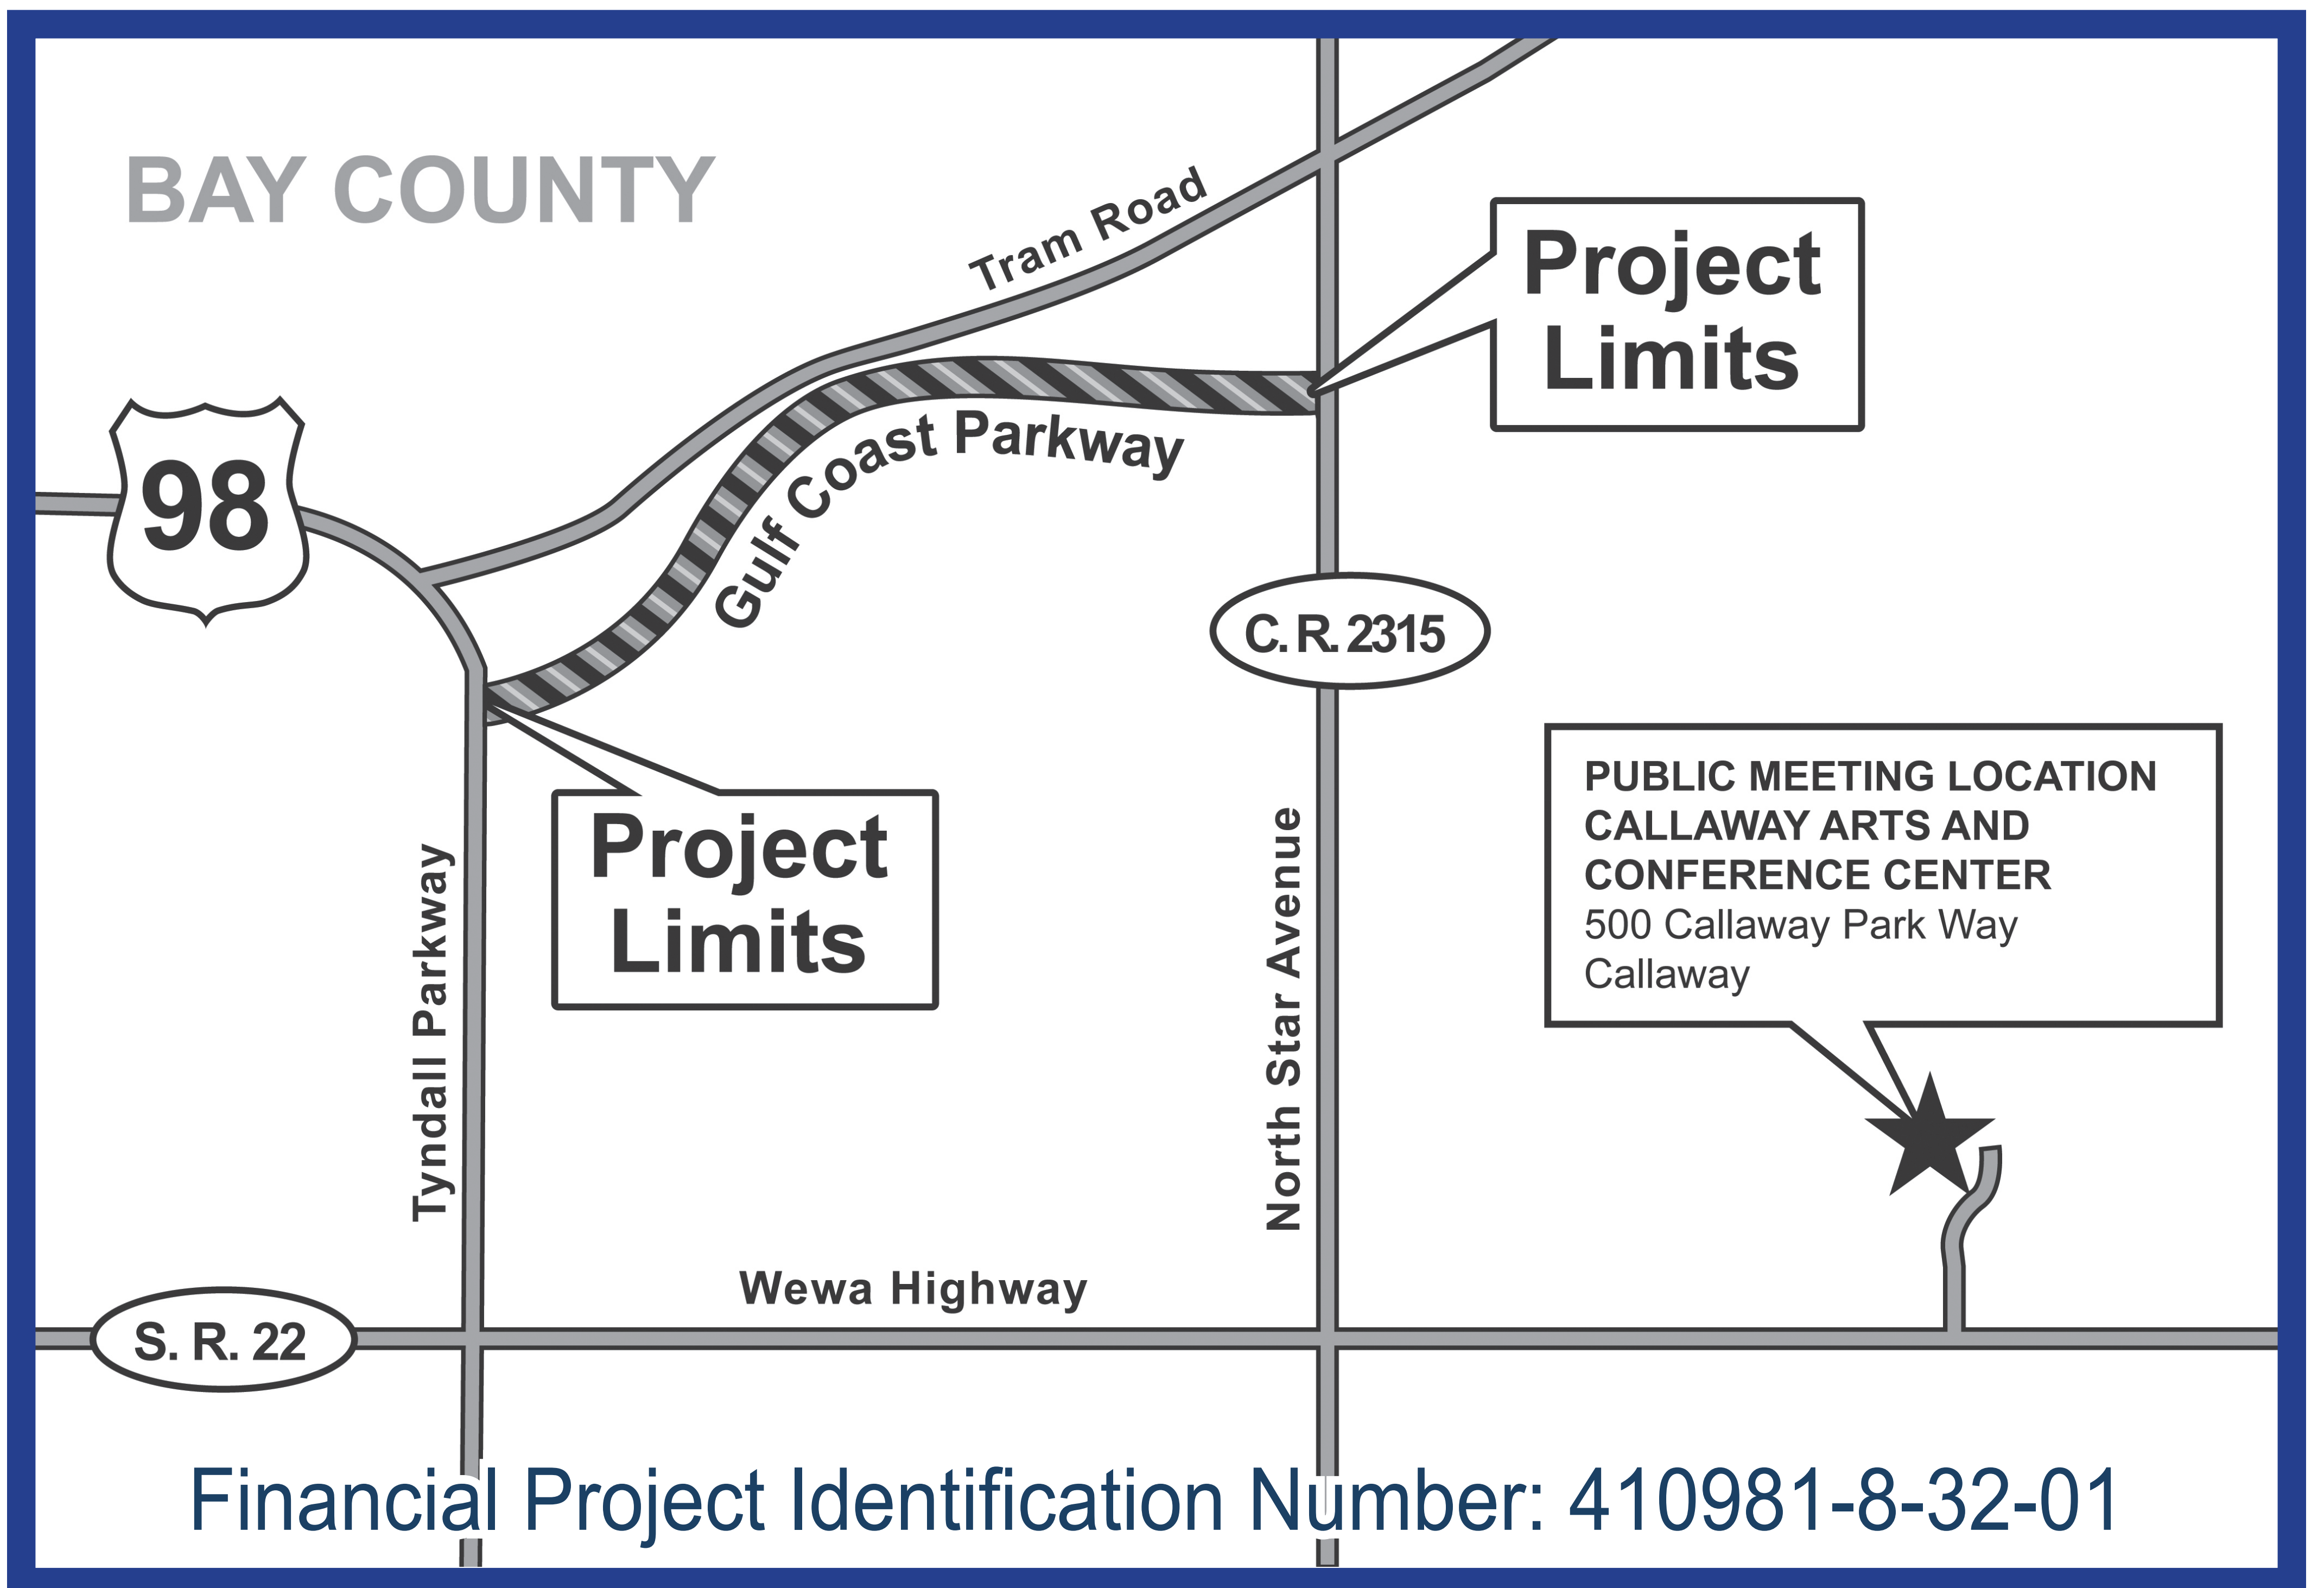 BAY COUNTY
Tram Road
Project
Limits
98
Gulf Coast Parkway
C. R. 2315
PUBLIC MEETING LOCATION
CALLAWAY ARTS AND
CONFERENCE CENTER
500 Callaway Park Way
Callaway
Project
Limits
Tyndall Parkway
North Star Avenue
Wewa Highway
S. R. 22
Financial Project Identification Number: 410981-8-32-01